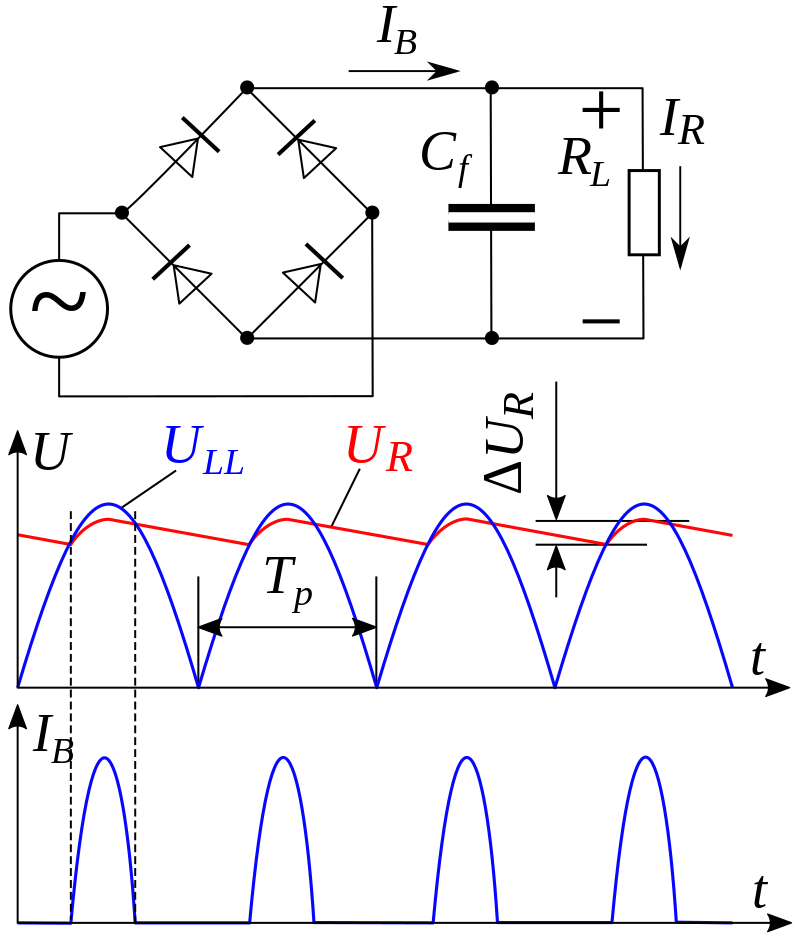 I_B
+
I_R
C_f
R_L
~
−
U
U_LL
U_R
ΔU_R
T_p
t
I_B
t